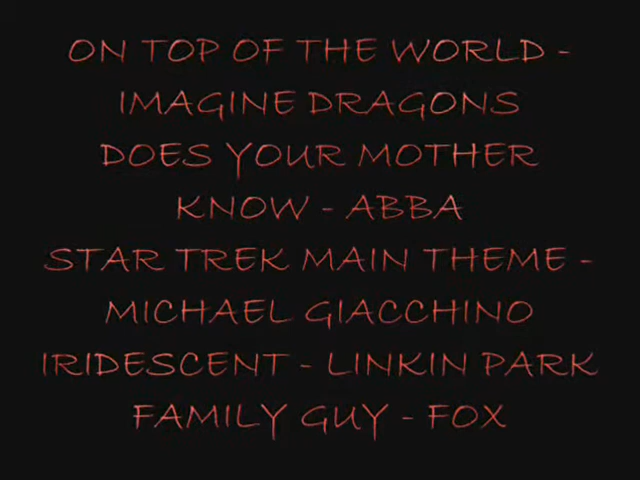 ON TOP OF THE WORLD -
IMAGINE DRAGONS
DOES YOUR MOTHER
KNOW - ABBA
STAR TREK MAIN THEME -
MICHAEL GIACCHINO
IRIDESCENT - LINKIN PARK
FAMILY GUY - FOX